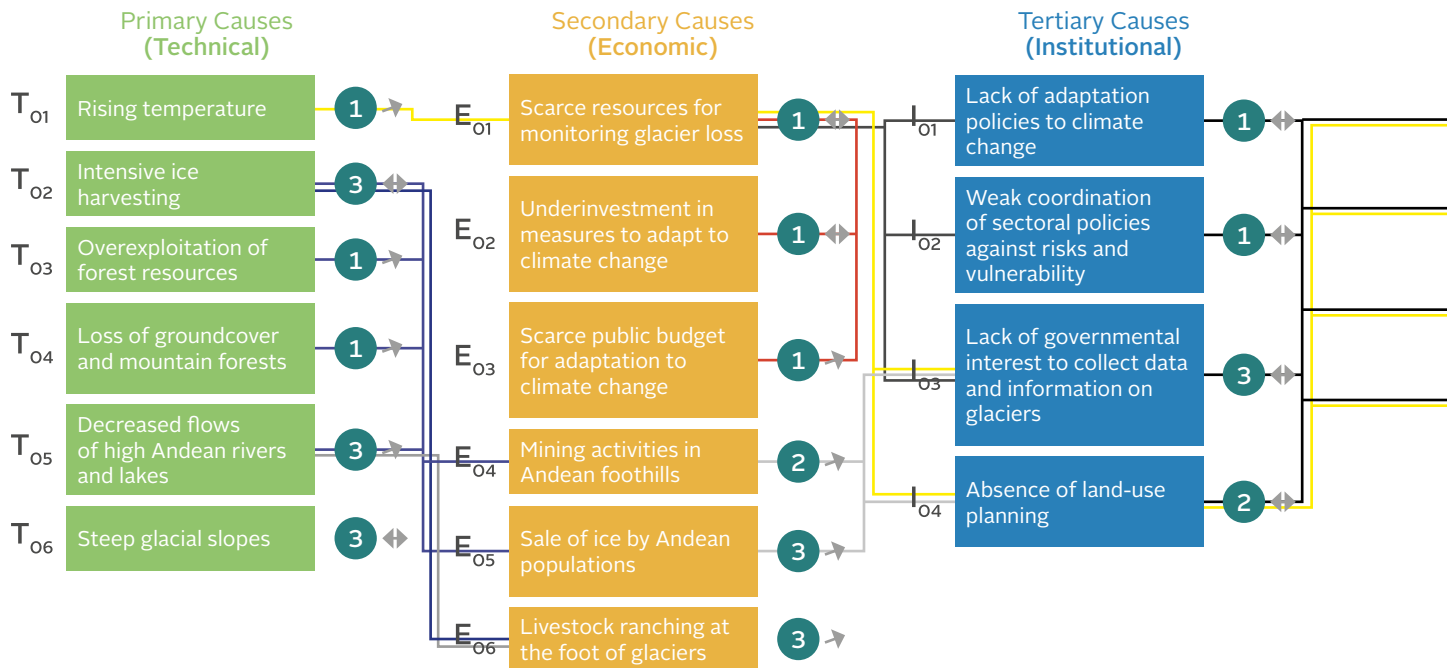 Primary Causes
(Technical)
T01
Rising temperature
1
T02
Intensive ice
harvesting
3
T03
Overexploitation of
forest resources
1
T04
Loss of groundcover
and mountain forests
1
T05
Decreased flows
of high Andean rivers
and lakes
3
T06
Steep glacial slopes
3
Secondary Causes
(Economic)
E01
Scarce resources for
monitoring glacier loss
1
E02
Underinvestment in
measures to adapt to
climate change
1
E03
Scarce public budget
for adaptation to
climate change
1
E04
Mining activities in
Andean foothills
2
E05
Sale of ice by Andean
populations
3
E06
Livestock ranching at
the foot of glaciers
3
Tertiary Causes
(Institutional)
I01
Lack of adaptation
policies to climate
change
1
I02
Weak coordination
of sectoral policies
against risks and
vulnerability
1
I03
Lack of governmental
interest to collect data
and information on
glaciers
3
I04
Absence of land-use
planning
2